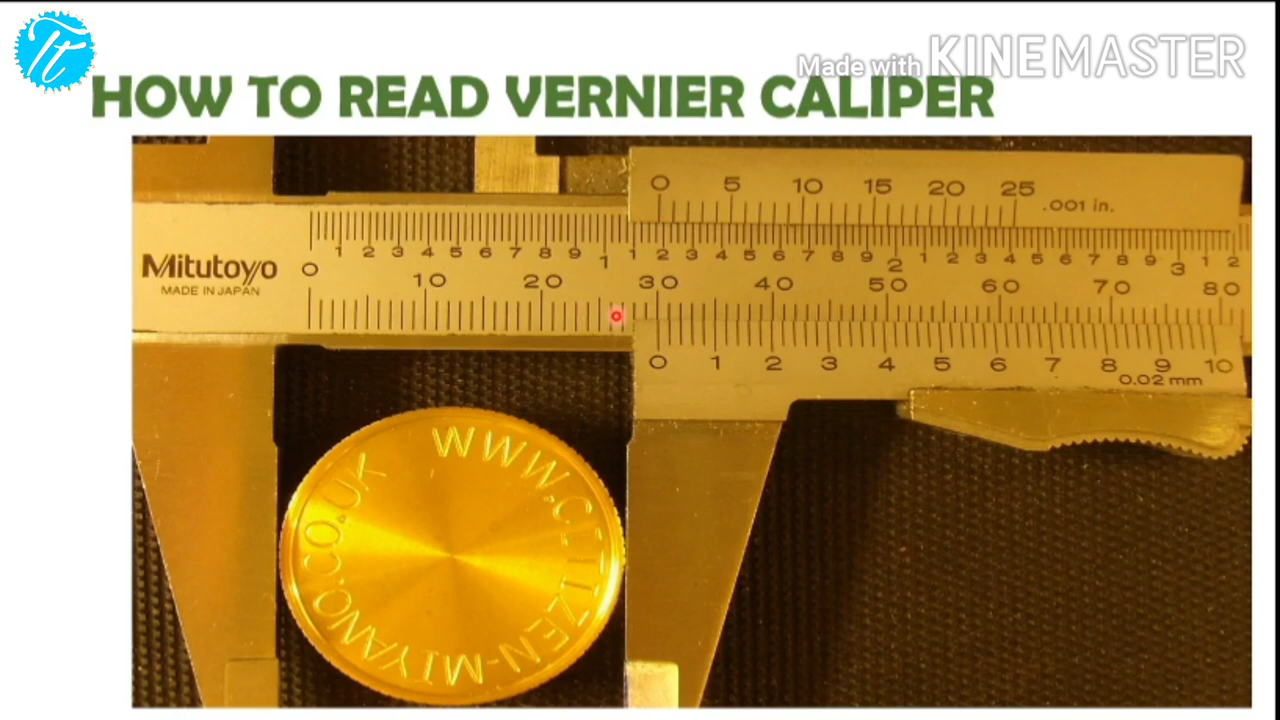 Tt
Made with KINEMASTER
HOW TO READ VERNIER CALIPER
0 5 10 15 20 25
.001 in.
1 2 3 4 5 6 7 8 9 1 1 2 3 4 5 6 7 8 9 2 1 2 3 4 5 6 7 8 9 3 1 2
Mitutoyo
MADE IN JAPAN
0 10 20 30 40 50 60 70 80
0 1 2 3 4 5 6 7 8 9 10
0.02 mm
WWW.CITIZEN-MIYANO.CO.UK